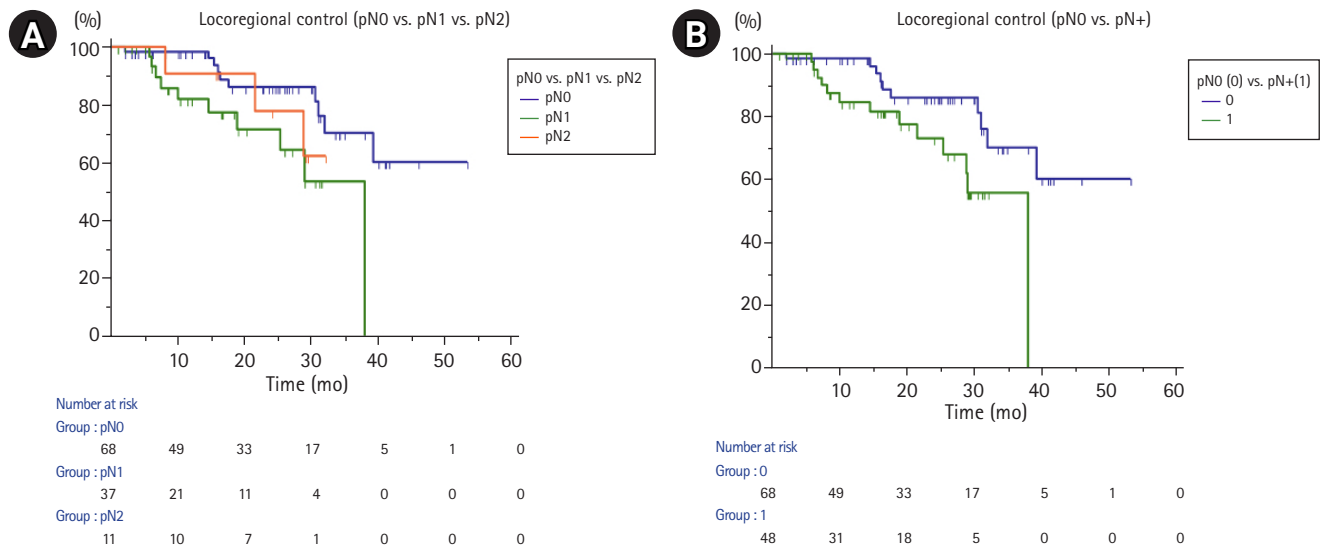 A
(%)
Locoregional control (pN0 vs. pN1 vs. pN2)
100
80
60
40
20
0
10 20 30 40 50 60
Time (mo)
pN0 vs. pN1 vs. pN2
pN0
pN1
pN2
Number at risk
Group : pN0
68 49 33 17 5 1 0
Group : pN1
37 21 11 4 0 0 0
Group : pN2
11 10 7 1 0 0 0
B
(%)
Locoregional control (pN0 vs. pN+)
100
80
60
40
20
0
10 20 30 40 50 60
Time (mo)
pN0 (0) vs. pN+(1)
0
1
Number at risk
Group : 0
68 49 33 17 5 1 0
Group : 1
48 31 18 5 0 0 0